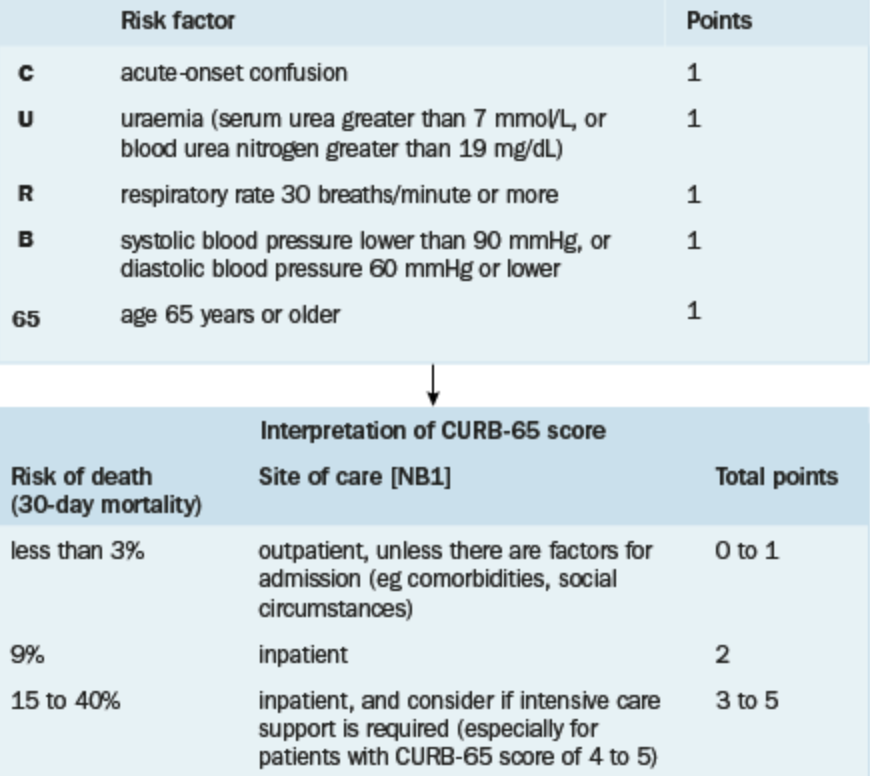 Risk factor Points
C acute-onset confusion 1
U uraemia (serum urea greater than 7 mmol/L, or 1
blood urea nitrogen greater than 19 mg/dL)
R respiratory rate 30 breaths/minute or more 1
B systolic blood pressure lower than 90 mmHg, or 1
diastolic blood pressure 60 mmHg or lower
65 age 65 years or older 1
Interpretation of CURB-65 score
Risk of death Site of care [NB1] Total points
(30-day mortality)
less than 3% outpatient, unless there are factors for 0 to 1
admission (eg comorbidities, social
circumstances)
9% inpatient 2
15 to 40% inpatient, and consider if intensive care 3 to 5
support is required (especially for
patients with CURB-65 score of 4 to 5)